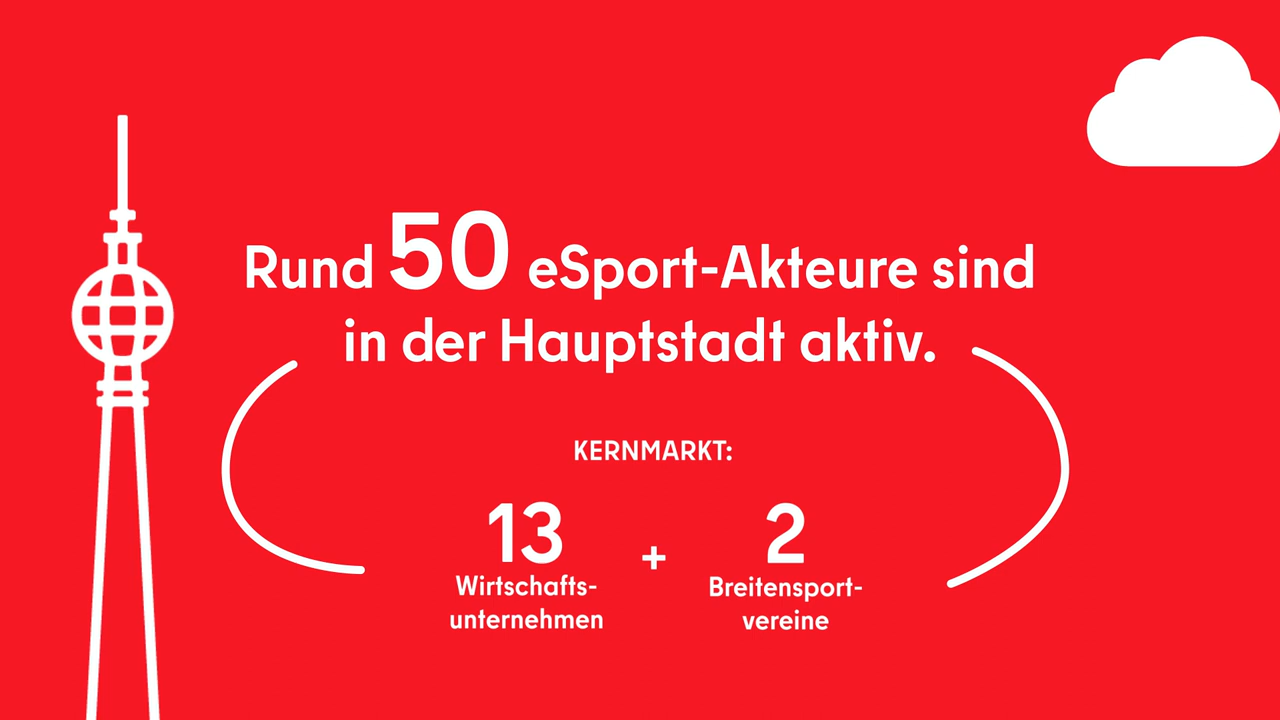 Rund 50 eSport-Akteure sind
in der Hauptstadt aktiv.
KERNMARKT:
13 + 2
Wirtschafts-
unternehmen
Breitensport-
vereine